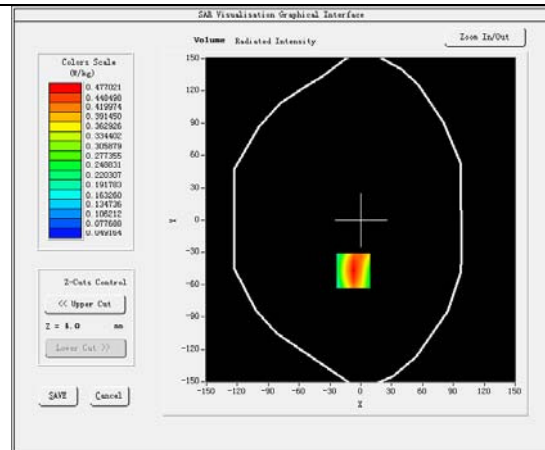 SAR Visualisation Graphical Interface
Volume Radiated Intensity
Zoom In/Out
Colors Scale
(W/kg)
0.477021
0.448498
0.419974
0.391450
0.362926
0.334402
0.305879
0.277355
0.248831
0.220307
0.191783
0.163260
0.134736
0.106212
0.077688
0.049164
Z-Cuts Control
<< Upper Cut
Z = 4.0 mm
Lower Cut >>
SAVE Cancel
150
120
90
60
30
0
-30
-60
-90
-120
-150
Y
-150 -120 -90 -60 -30 0 30 60 90 120 150
X